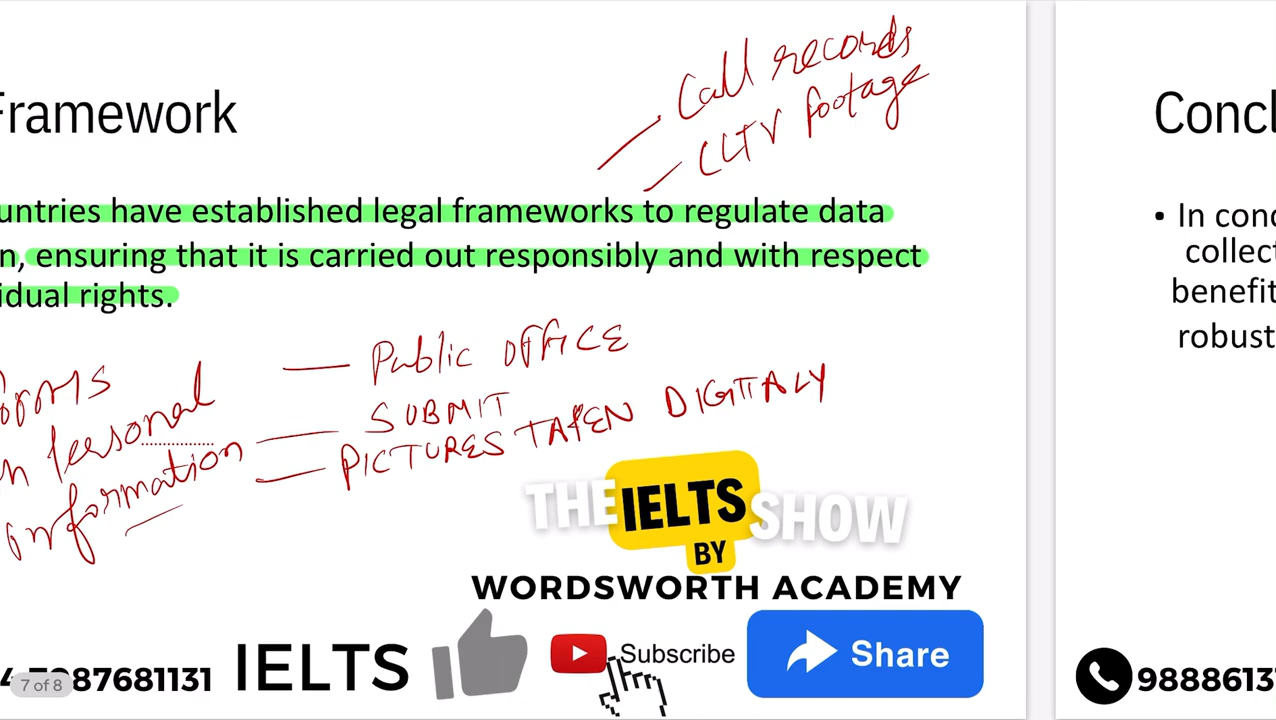 Call records
CCTV footage
Framework
untries have established legal frameworks to regulate data
n, ensuring that it is carried out responsibly and with respect
idual rights.
Public OFFICE
SUBMIT
PICTURES TAKEN DIGITALY
Personal
information
THE IELTS SHOW
BY
WORDSWORTH ACADEMY
87681131
IELTS
Subscribe
Share
7 of 8
Concl
• In conc
collect
benefit
robust
9888613